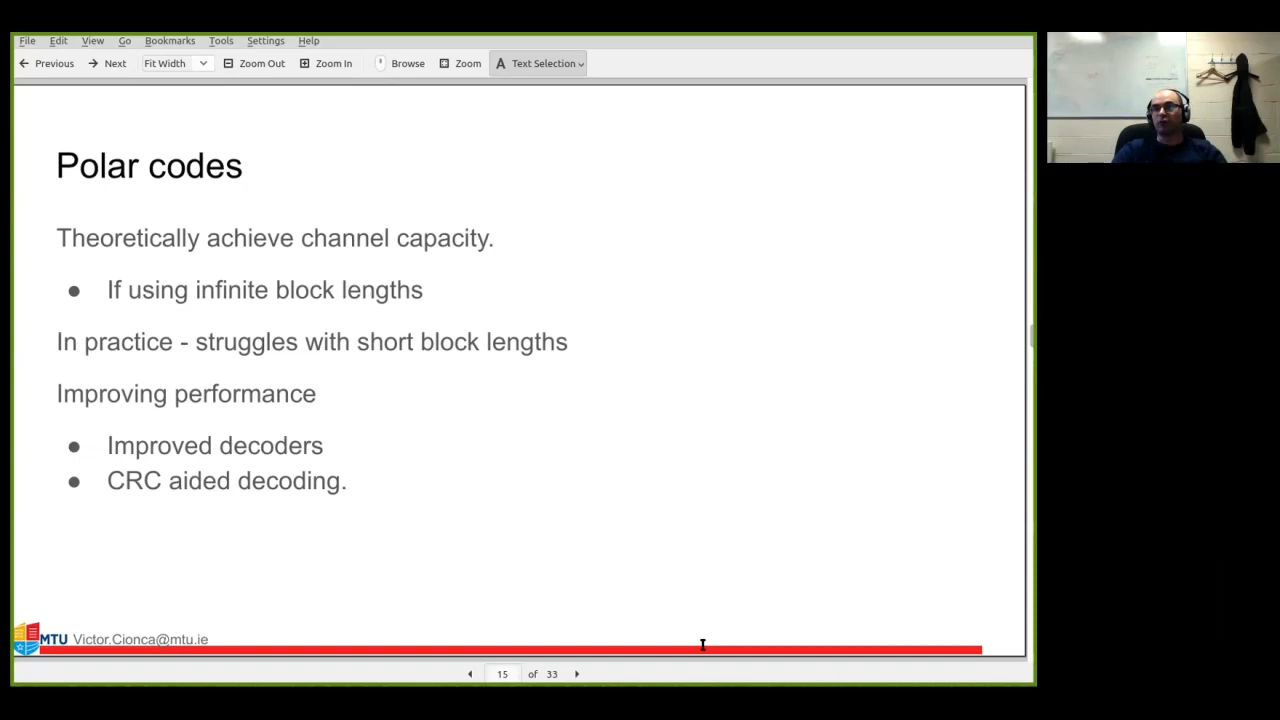 File Edit View Go Bookmarks Tools Settings Help
Previous Next Fit Width Zoom Out Zoom In Browse Zoom Text Selection
Polar codes
Theoretically achieve channel capacity.
● If using infinite block lengths
In practice - struggles with short block lengths
Improving performance
● Improved decoders
● CRC aided decoding.
MTU Victor.Cionca@mtu.ie
15 of 33